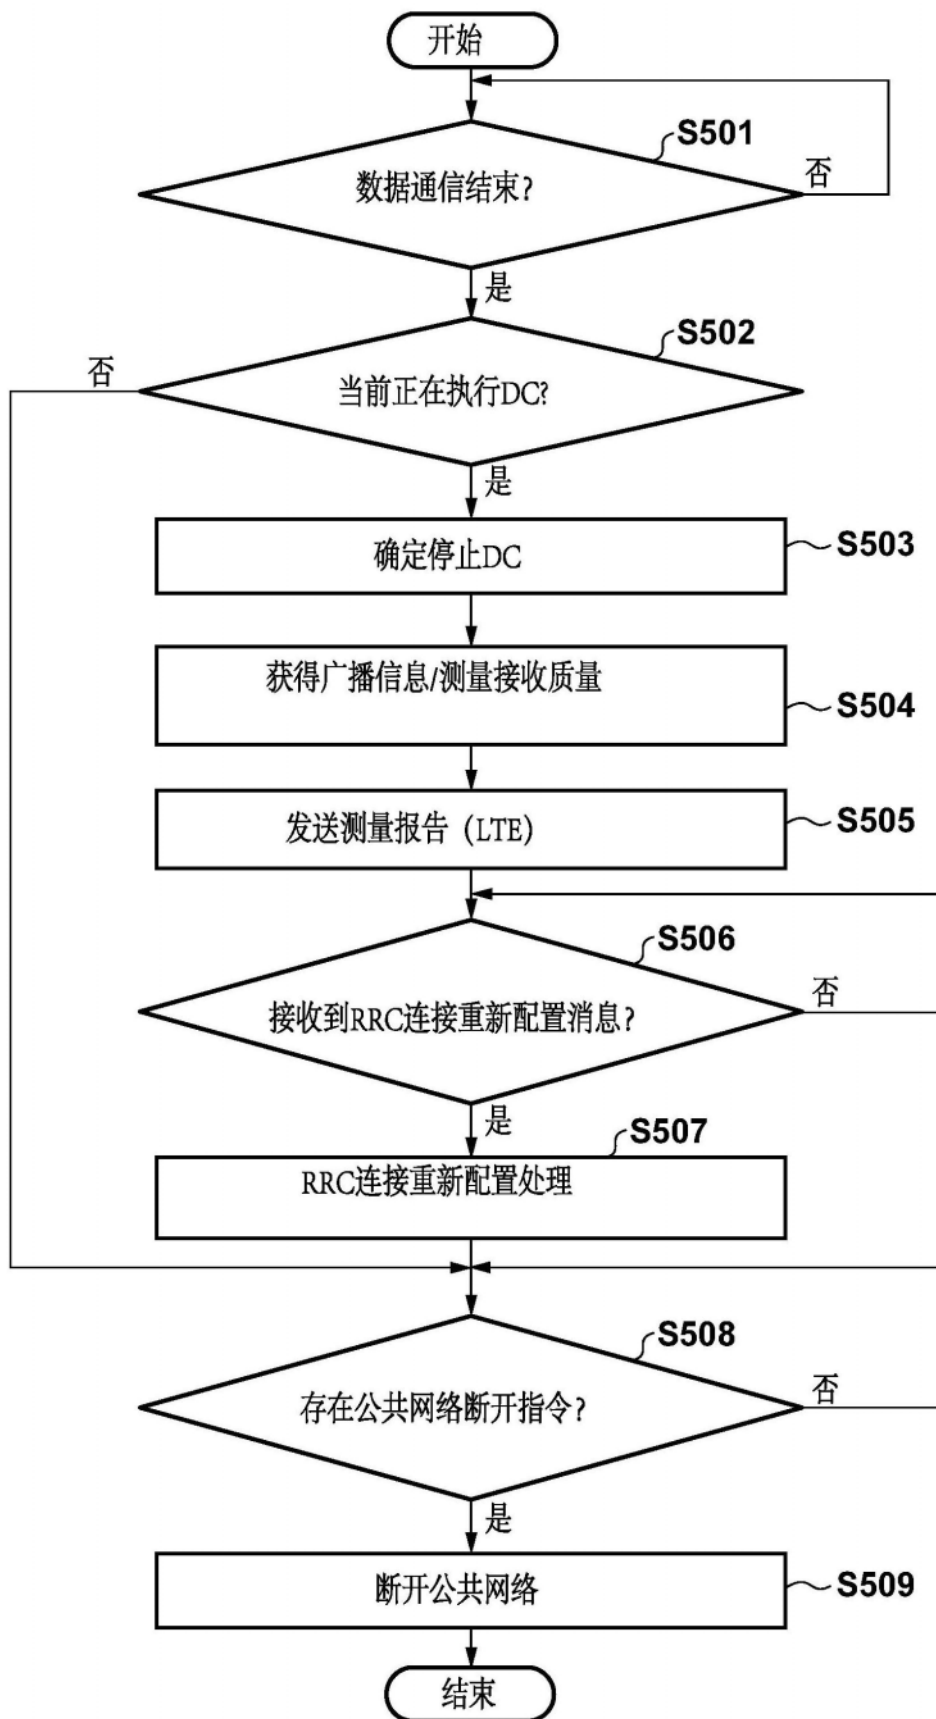 开始
S501
数据通信结束?
否
是
S502
否
当前正在执行DC?
是
确定停止DC
S503
获得广播信息/测量接收质量
S504
发送测量报告（LTE）
S505
S506
否
接收到RRC连接重新配置消息?
是
S507
RRC连接重新配置处理
S508
否
存在公共网络断开指令?
是
断开公共网络
S509
结束